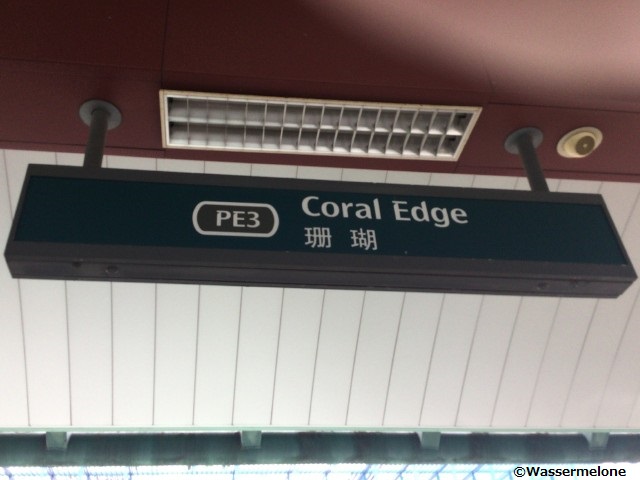 PE3
Coral Edge
珊瑚
©Wassermelone